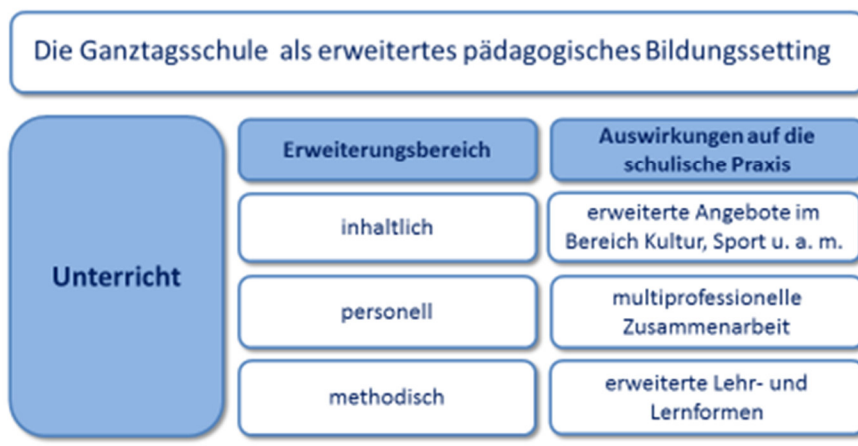 Die Ganztagsschule als erweitertes pädagogisches Bildungssetting
Unterricht
Erweiterungsbereich
Auswirkungen auf die
schulische Praxis
inhaltlich
erweiterte Angebote im
Bereich Kultur, Sport u. a. m.
personell
multiprofessionelle
Zusammenarbeit
methodisch
erweiterte Lehr- und
Lernformen